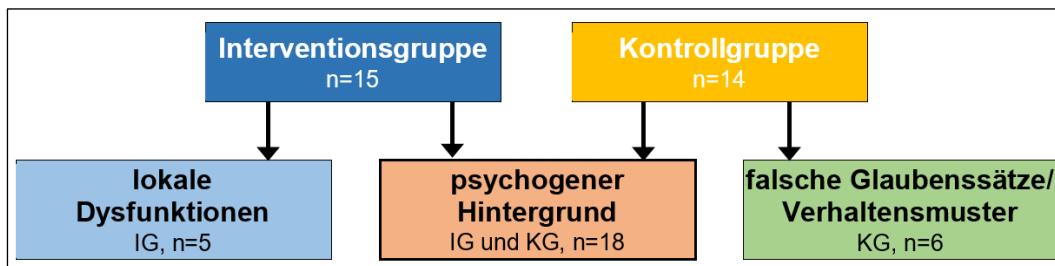 Interventionsgruppe
n=15
Kontrollgruppe
n=14
lokale
Dysfunktionen
IG, n=5
psychogener
Hintergrund
IG und KG, n=18
falsche Glaubenssätze/
Verhaltensmuster
KG, n=6